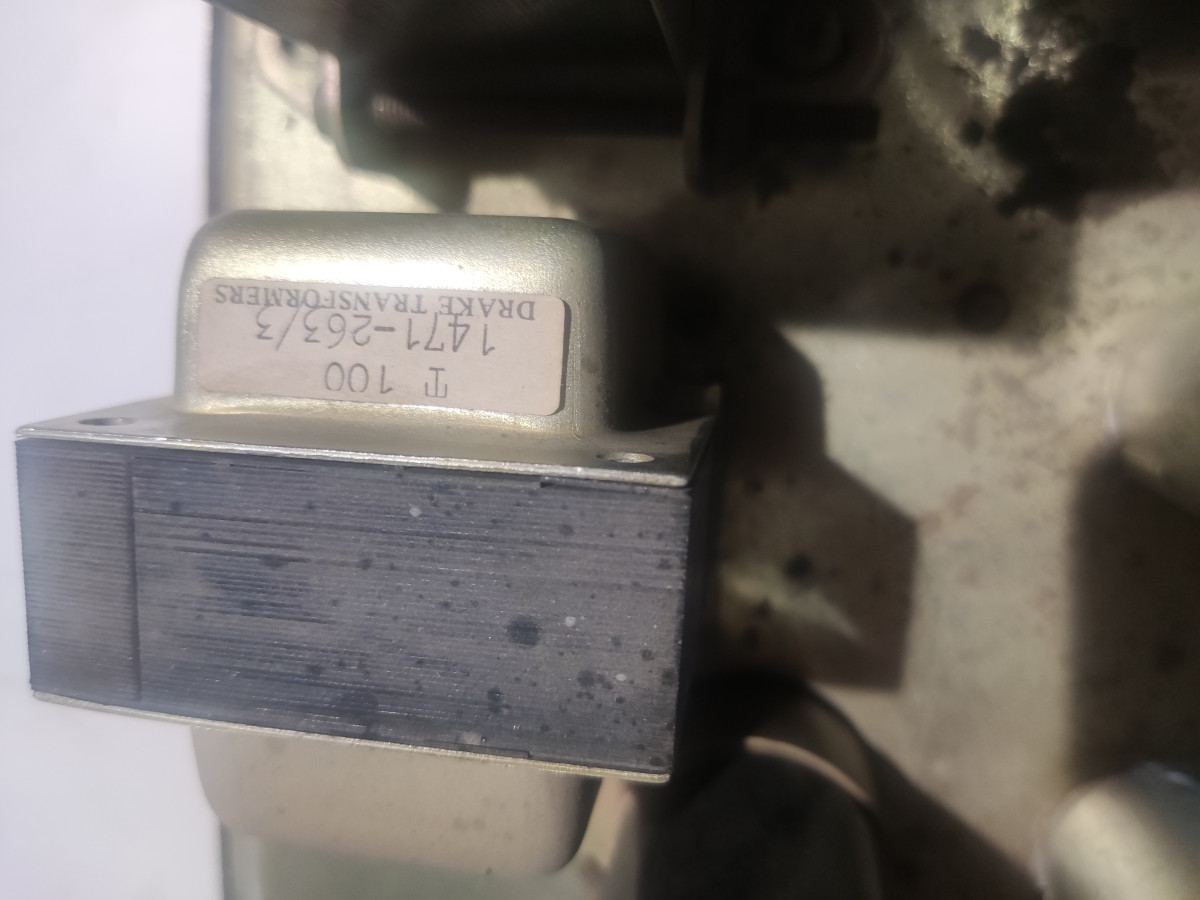 T 100
1471-263/3
DRAKE TRANSFORMERS